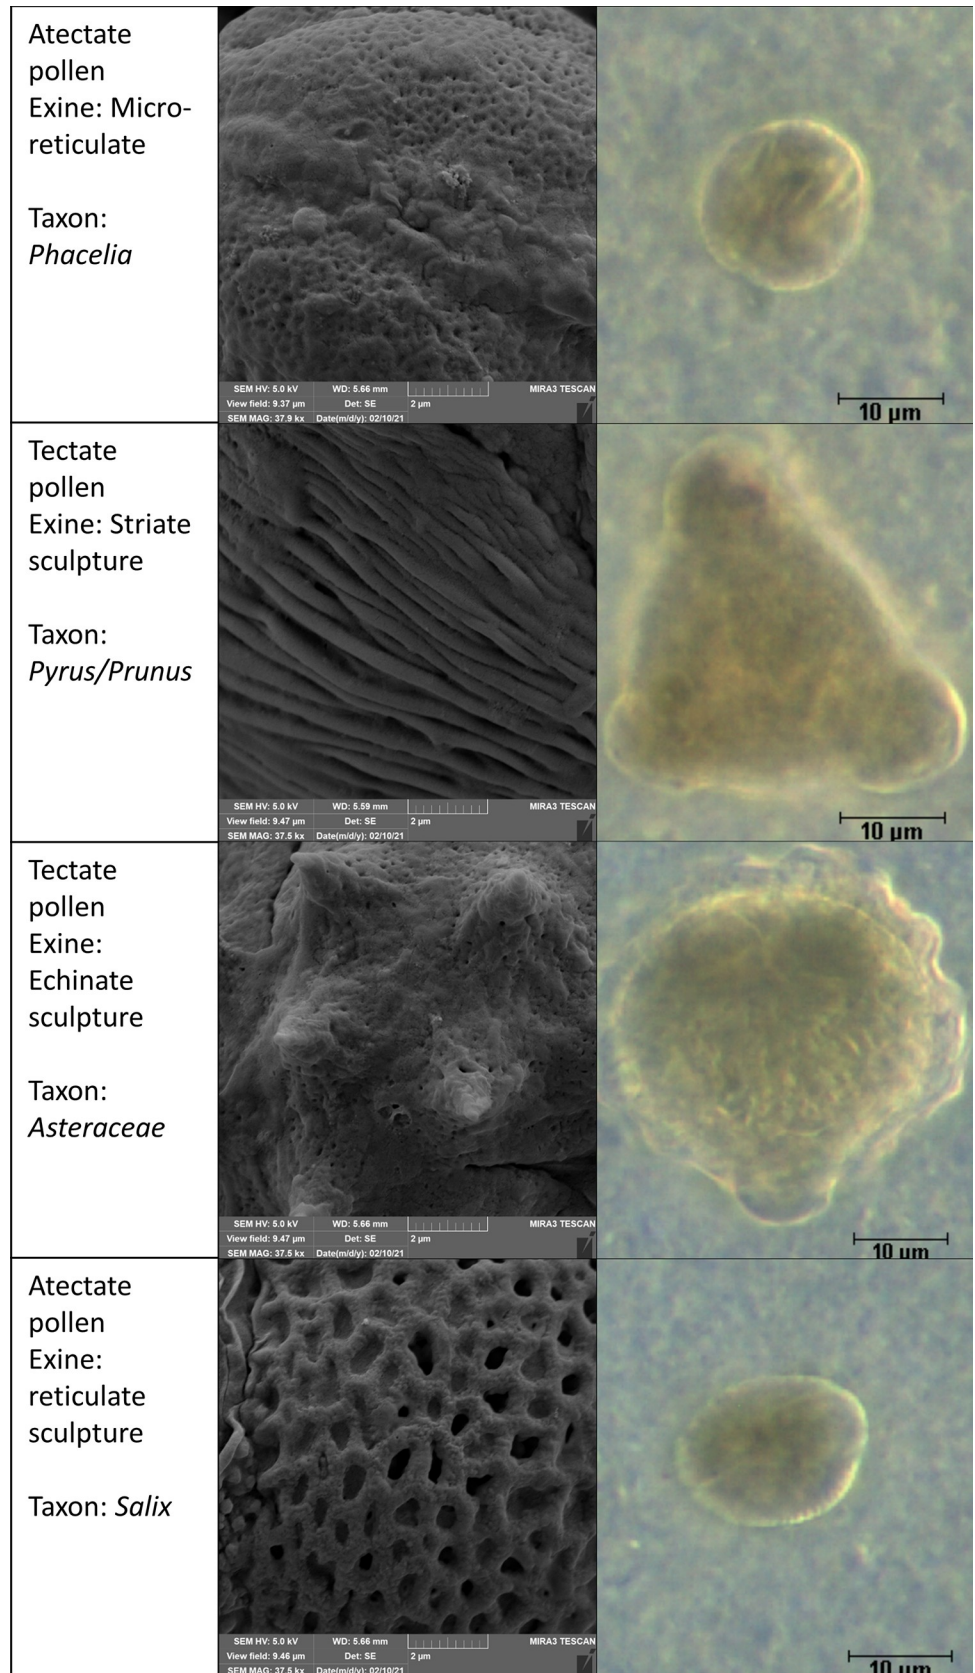 Atectate
pollen
Exine: Micro-
reticulate
Taxon:
Phacelia
SEM HV: 5.0 kV WD: 5.66 mm MIRA3 TESCAN
View field: 9.37 µm Det: SE 2 µm
SEM MAG: 37.9 kx Date(m/d/y): 02/10/21
10 µm
Tectate
pollen
Exine: Striate
sculpture
Taxon:
Pyrus/Prunus
SEM HV: 5.0 kV WD: 5.59 mm MIRA3 TESCAN
View field: 9.47 µm Det: SE 2 µm
SEM MAG: 37.5 kx Date(m/d/y): 02/10/21
10 µm
Tectate
pollen
Exine:
Echinate
sculpture
Taxon:
Asteraceae
SEM HV: 5.0 kV WD: 5.66 mm MIRA3 TESCAN
View field: 9.47 µm Det: SE 2 µm
SEM MAG: 37.5 kx Date(m/d/y): 02/10/21
10 µm
Atectate
pollen
Exine:
reticulate
sculpture
Taxon: Salix
SEM HV: 5.0 kV WD: 5.66 mm MIRA3 TESCAN
View field: 9.46 µm Det: SE 2 µm
SEM MAG: 37.5 kx Date(m/d/y): 02/10/21
10 µm